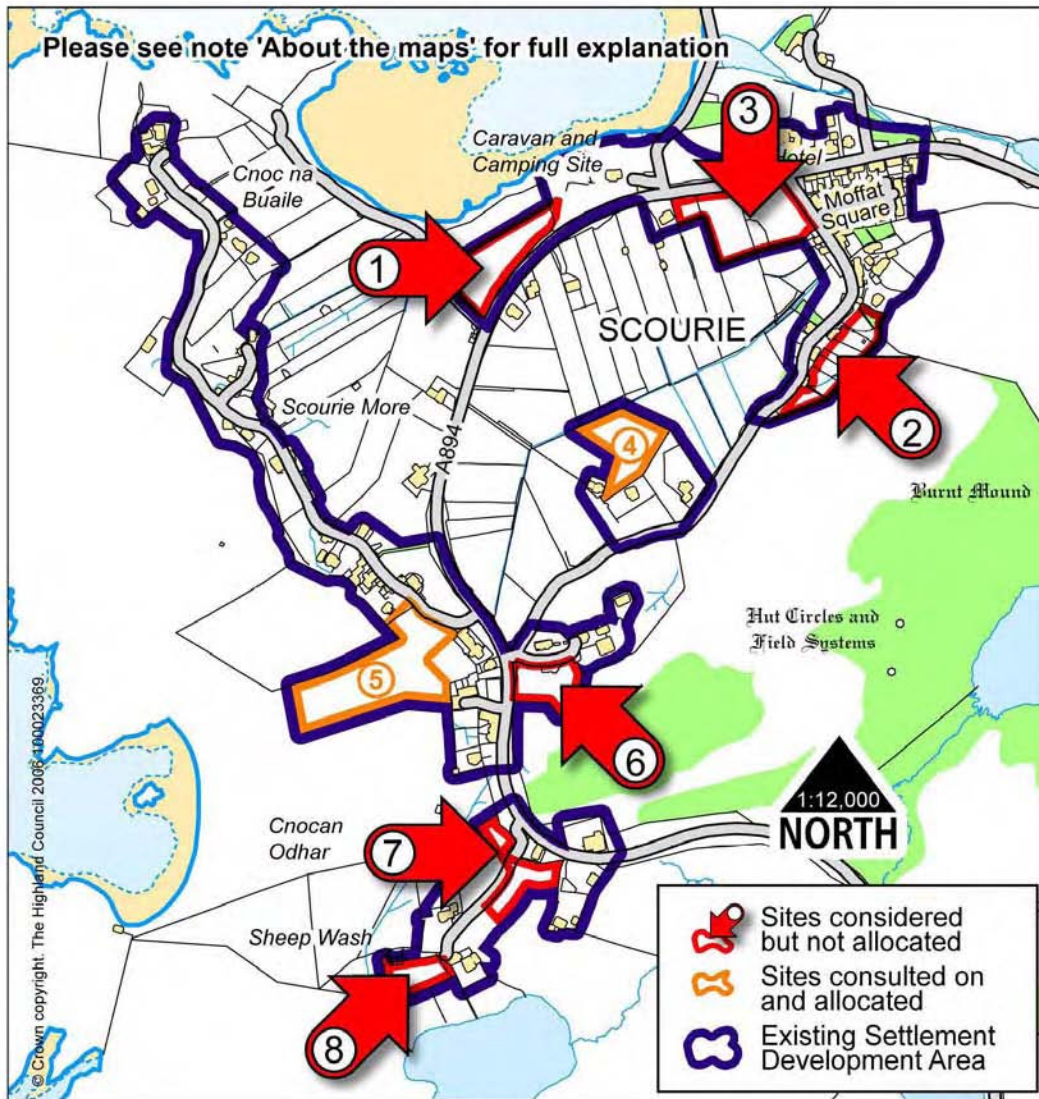 Please see note 'About the maps' for full explanation
Caravan and
Camping Site
3
Cnoc na
Buaile
Moffat
Square
1
SCOURIE
Scourie More
A894
4
2
Burnt Mound
Hut Circles and
Field Systems
5
6
1:12,000
NORTH
Cnocan
Odhar
7
Sheep Wash
8
Sites considered
but not allocated
Sites consulted on
and allocated
Existing Settlement
Development Area
© Crown copyright. The Highland Council 2006 100023369.